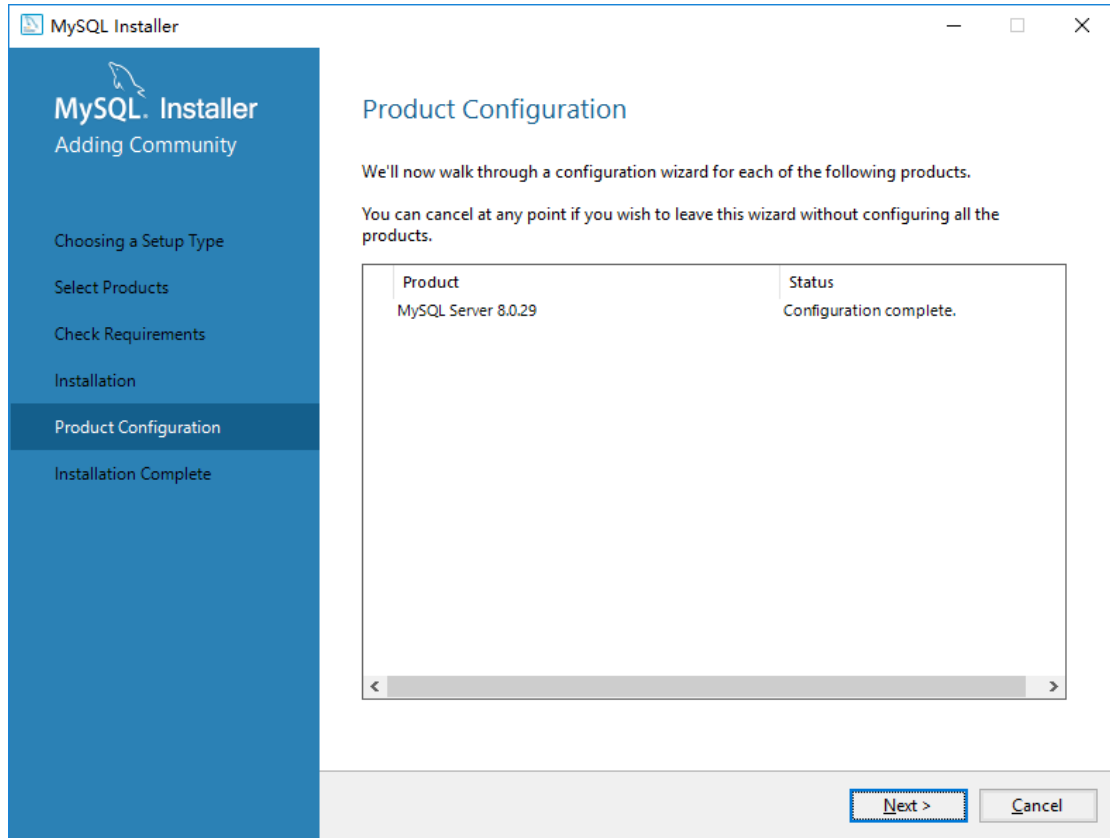 MySQL Installer
MySQL. Installer
Adding Community
Choosing a Setup Type
Select Products
Check Requirements
Installation
Product Configuration
Installation Complete
Product Configuration
We'll now walk through a configuration wizard for each of the following products.
You can cancel at any point if you wish to leave this wizard without configuring all the
products.
Product Status
MySQL Server 8.0.29 Configuration complete.
Next > Cancel